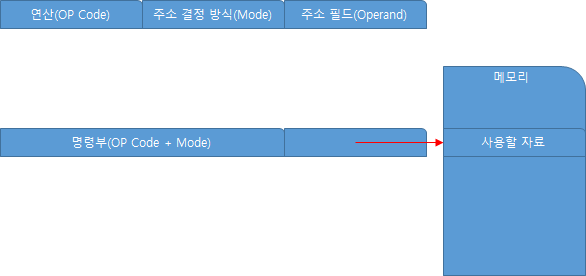 연산(OP Code)
주소 결정 방식(Mode)
주소 필드(Operand)
메모리
명령부(OP Code + Mode)
사용할 자료